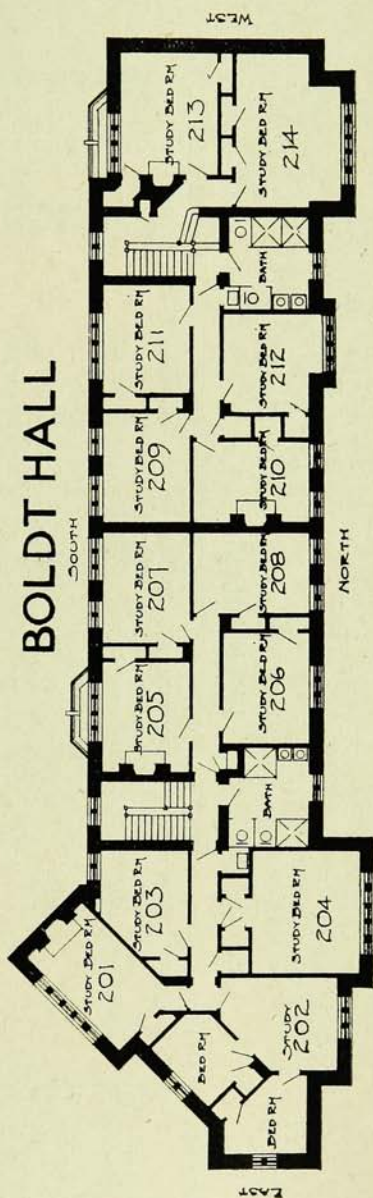 BOLDT HALL
WEST
SOUTH
NORTH
EAST
STUDY BED RM
213
STUDY BED RM
214
BATH
STUDY BED RM
211
STUDY BED RM
212
STUDY BED RM
209
STUDY BED RM
210
STUDY BED RM
207
STUDY BED RM
208
STUDY BED RM
205
STUDY BED RM
206
BATH
STUDY BED RM
203
STUDY BED RM
204
STUDY BED RM
201
STUDY
202
BED RM
BED RM